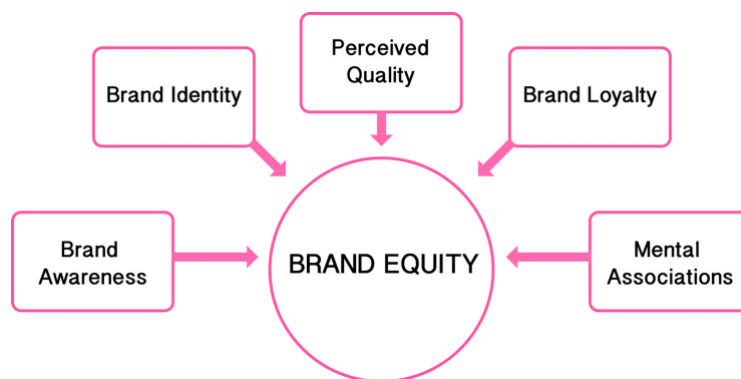 Perceived
Quality
Brand Identity
Brand Loyalty
Brand
Awareness
BRAND EQUITY
Mental
Associations